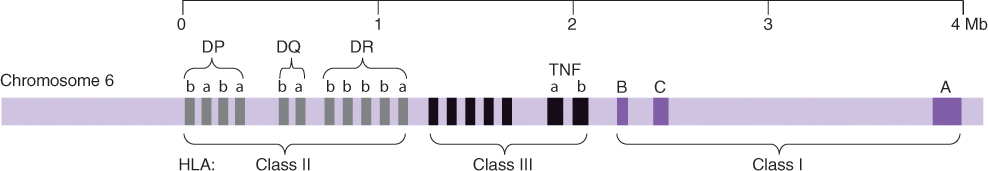 0 1 2 3 4 Mb
DP DQ DR
TNF
Chromosome 6
b a b a b a b b b b a a b B C A
HLA: Class II Class III Class I